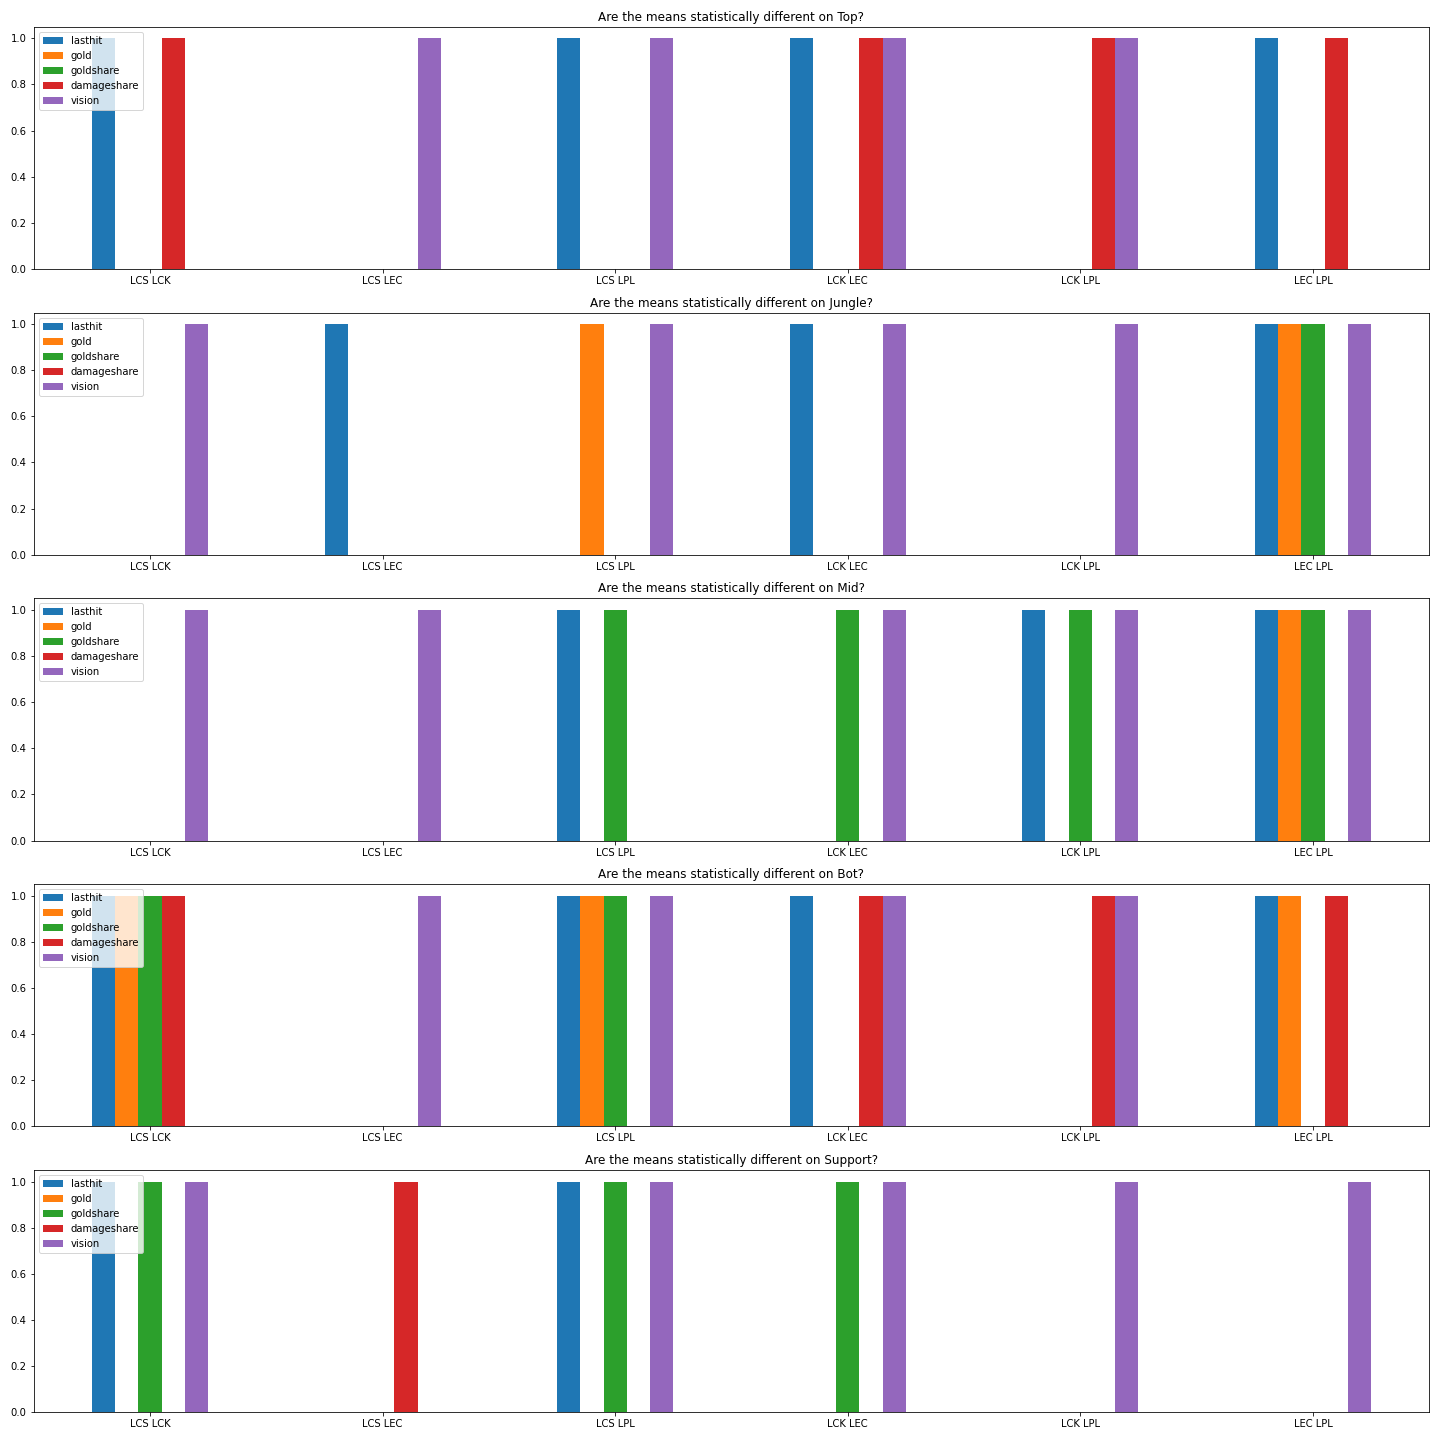 Are the means statistically different on Top?
1.0
0.8
0.6
0.4
0.2
0.0
lasthit
gold
goldshare
damageshare
vision
LCS LCK LCS LEC LCS LPL LCK LEC LCK LPL LEC LPL
Are the means statistically different on Jungle?
1.0
0.8
0.6
0.4
0.2
0.0
lasthit
gold
goldshare
damageshare
vision
LCS LCK LCS LEC LCS LPL LCK LEC LCK LPL LEC LPL
Are the means statistically different on Mid?
1.0
0.8
0.6
0.4
0.2
0.0
lasthit
gold
goldshare
damageshare
vision
LCS LCK LCS LEC LCS LPL LCK LEC LCK LPL LEC LPL
Are the means statistically different on Bot?
1.0
0.8
0.6
0.4
0.2
0.0
lasthit
gold
goldshare
damageshare
vision
LCS LCK LCS LEC LCS LPL LCK LEC LCK LPL LEC LPL
Are the means statistically different on Support?
1.0
0.8
0.6
0.4
0.2
0.0
lasthit
gold
goldshare
damageshare
vision
LCS LCK LCS LEC LCS LPL LCK LEC LCK LPL LEC LPL